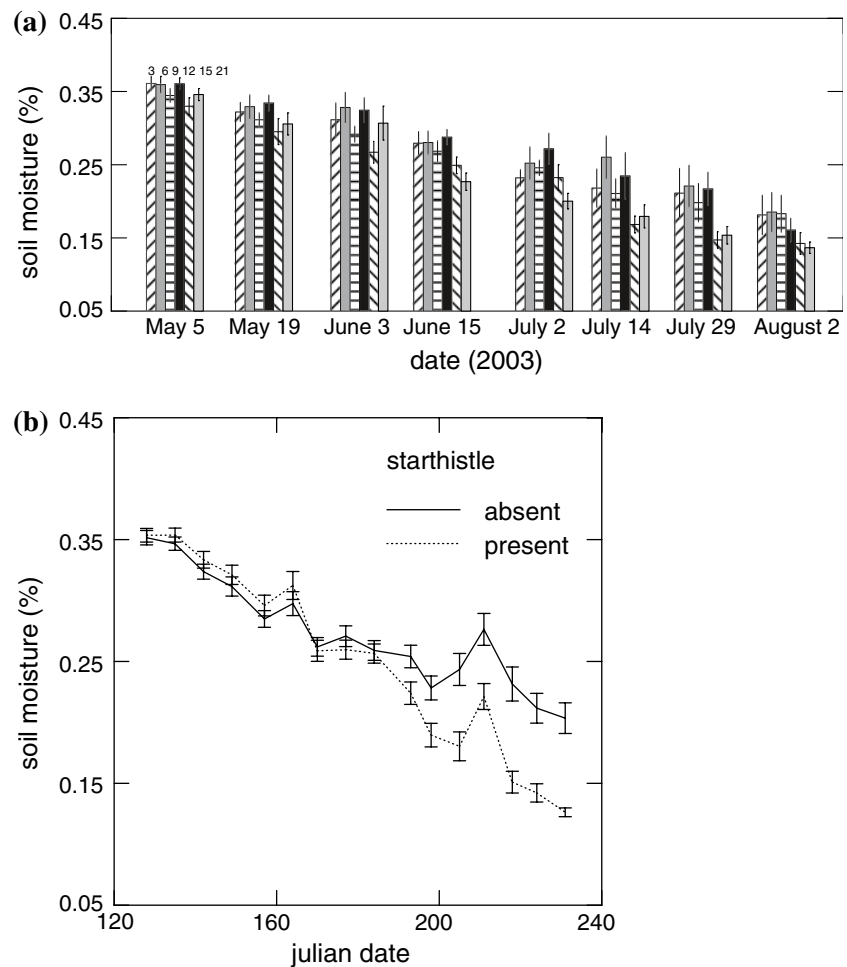 (a)
0.45
0.35
0.25
0.15
0.05
soil moisture (%)
3 6 9 12 15 21
May 5 May 19 June 3 June 15 July 2 July 14 July 29 August 2
date (2003)
(b)
0.45
0.35
0.25
0.15
0.05
soil moisture (%)
starthistle
absent
present
120 160 200 240
julian date